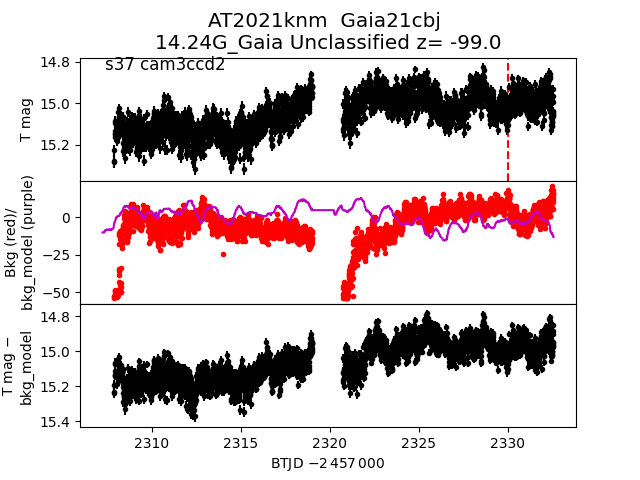 AT2021knm  Gaia21cbj
14.24G_Gaia Unclassified z= -99.0
s37 cam3ccd2
14.8
15.0
15.2
T mag
0
−25
−50
Bkg (red)/
bkg_model (purple)
14.8
15.0
15.2
15.4
T mag −
bkg_model
2310
2315
2320
2325
2330
BTJD −2 457 000